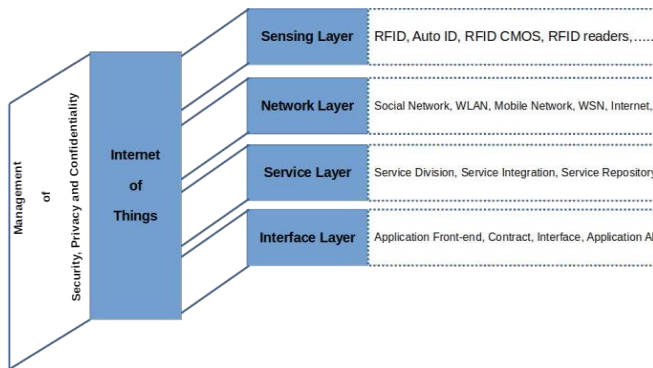 Management
of
Security, Privacy and Confidentiality
Internet
of
Things
Sensing Layer
RFID, Auto ID, RFID CMOS, RFID readers,.....
Network Layer
Social Network, WLAN, Mobile Network, WSN, Internet,
Service Layer
Service Division, Service Integration, Service Repository
Interface Layer
Application Front-end, Contract, Interface, Application